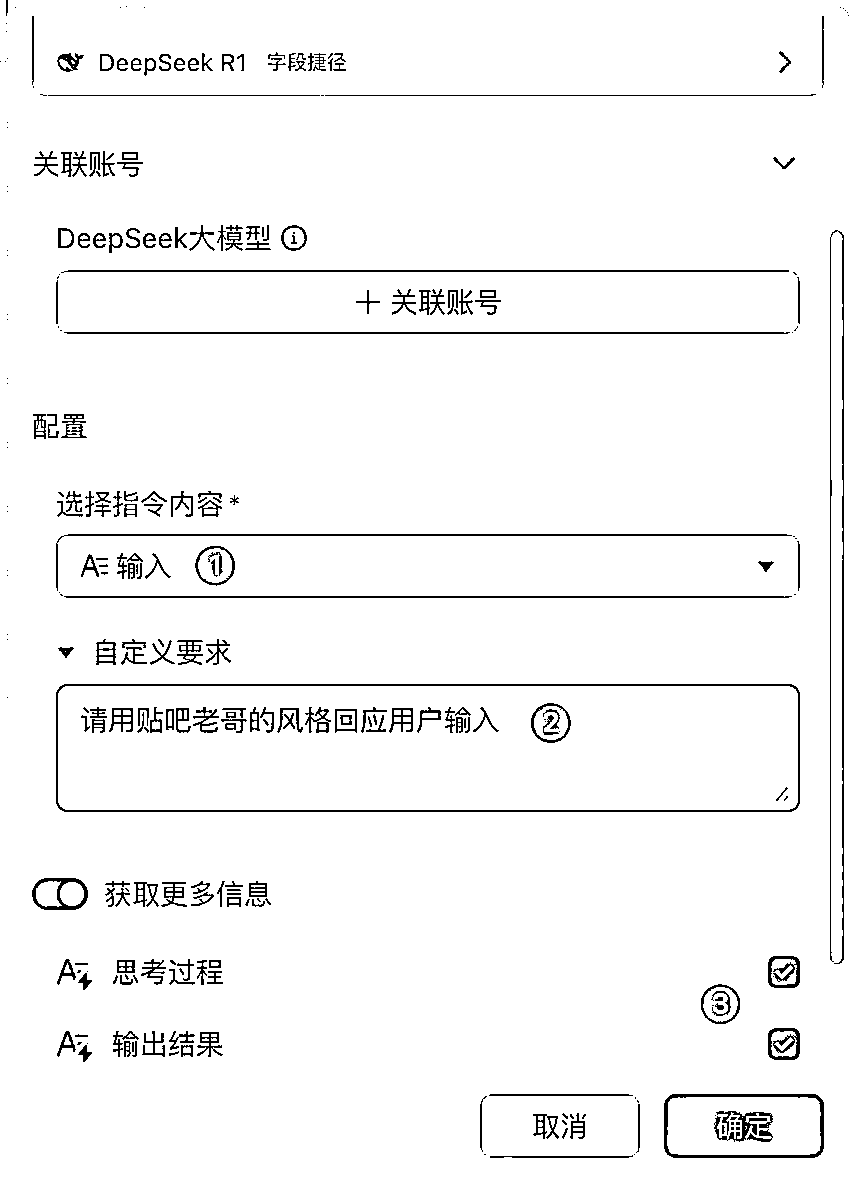 DeepSeek R1 字段捷径
关联账号
DeepSeek大模型
+ 关联账号
配置
选择指令内容*
输入 ①
自定义要求
请用贴吧老哥的风格回应用户输入 ②
获取更多信息
思考过程
③
输出结果
取消 确定